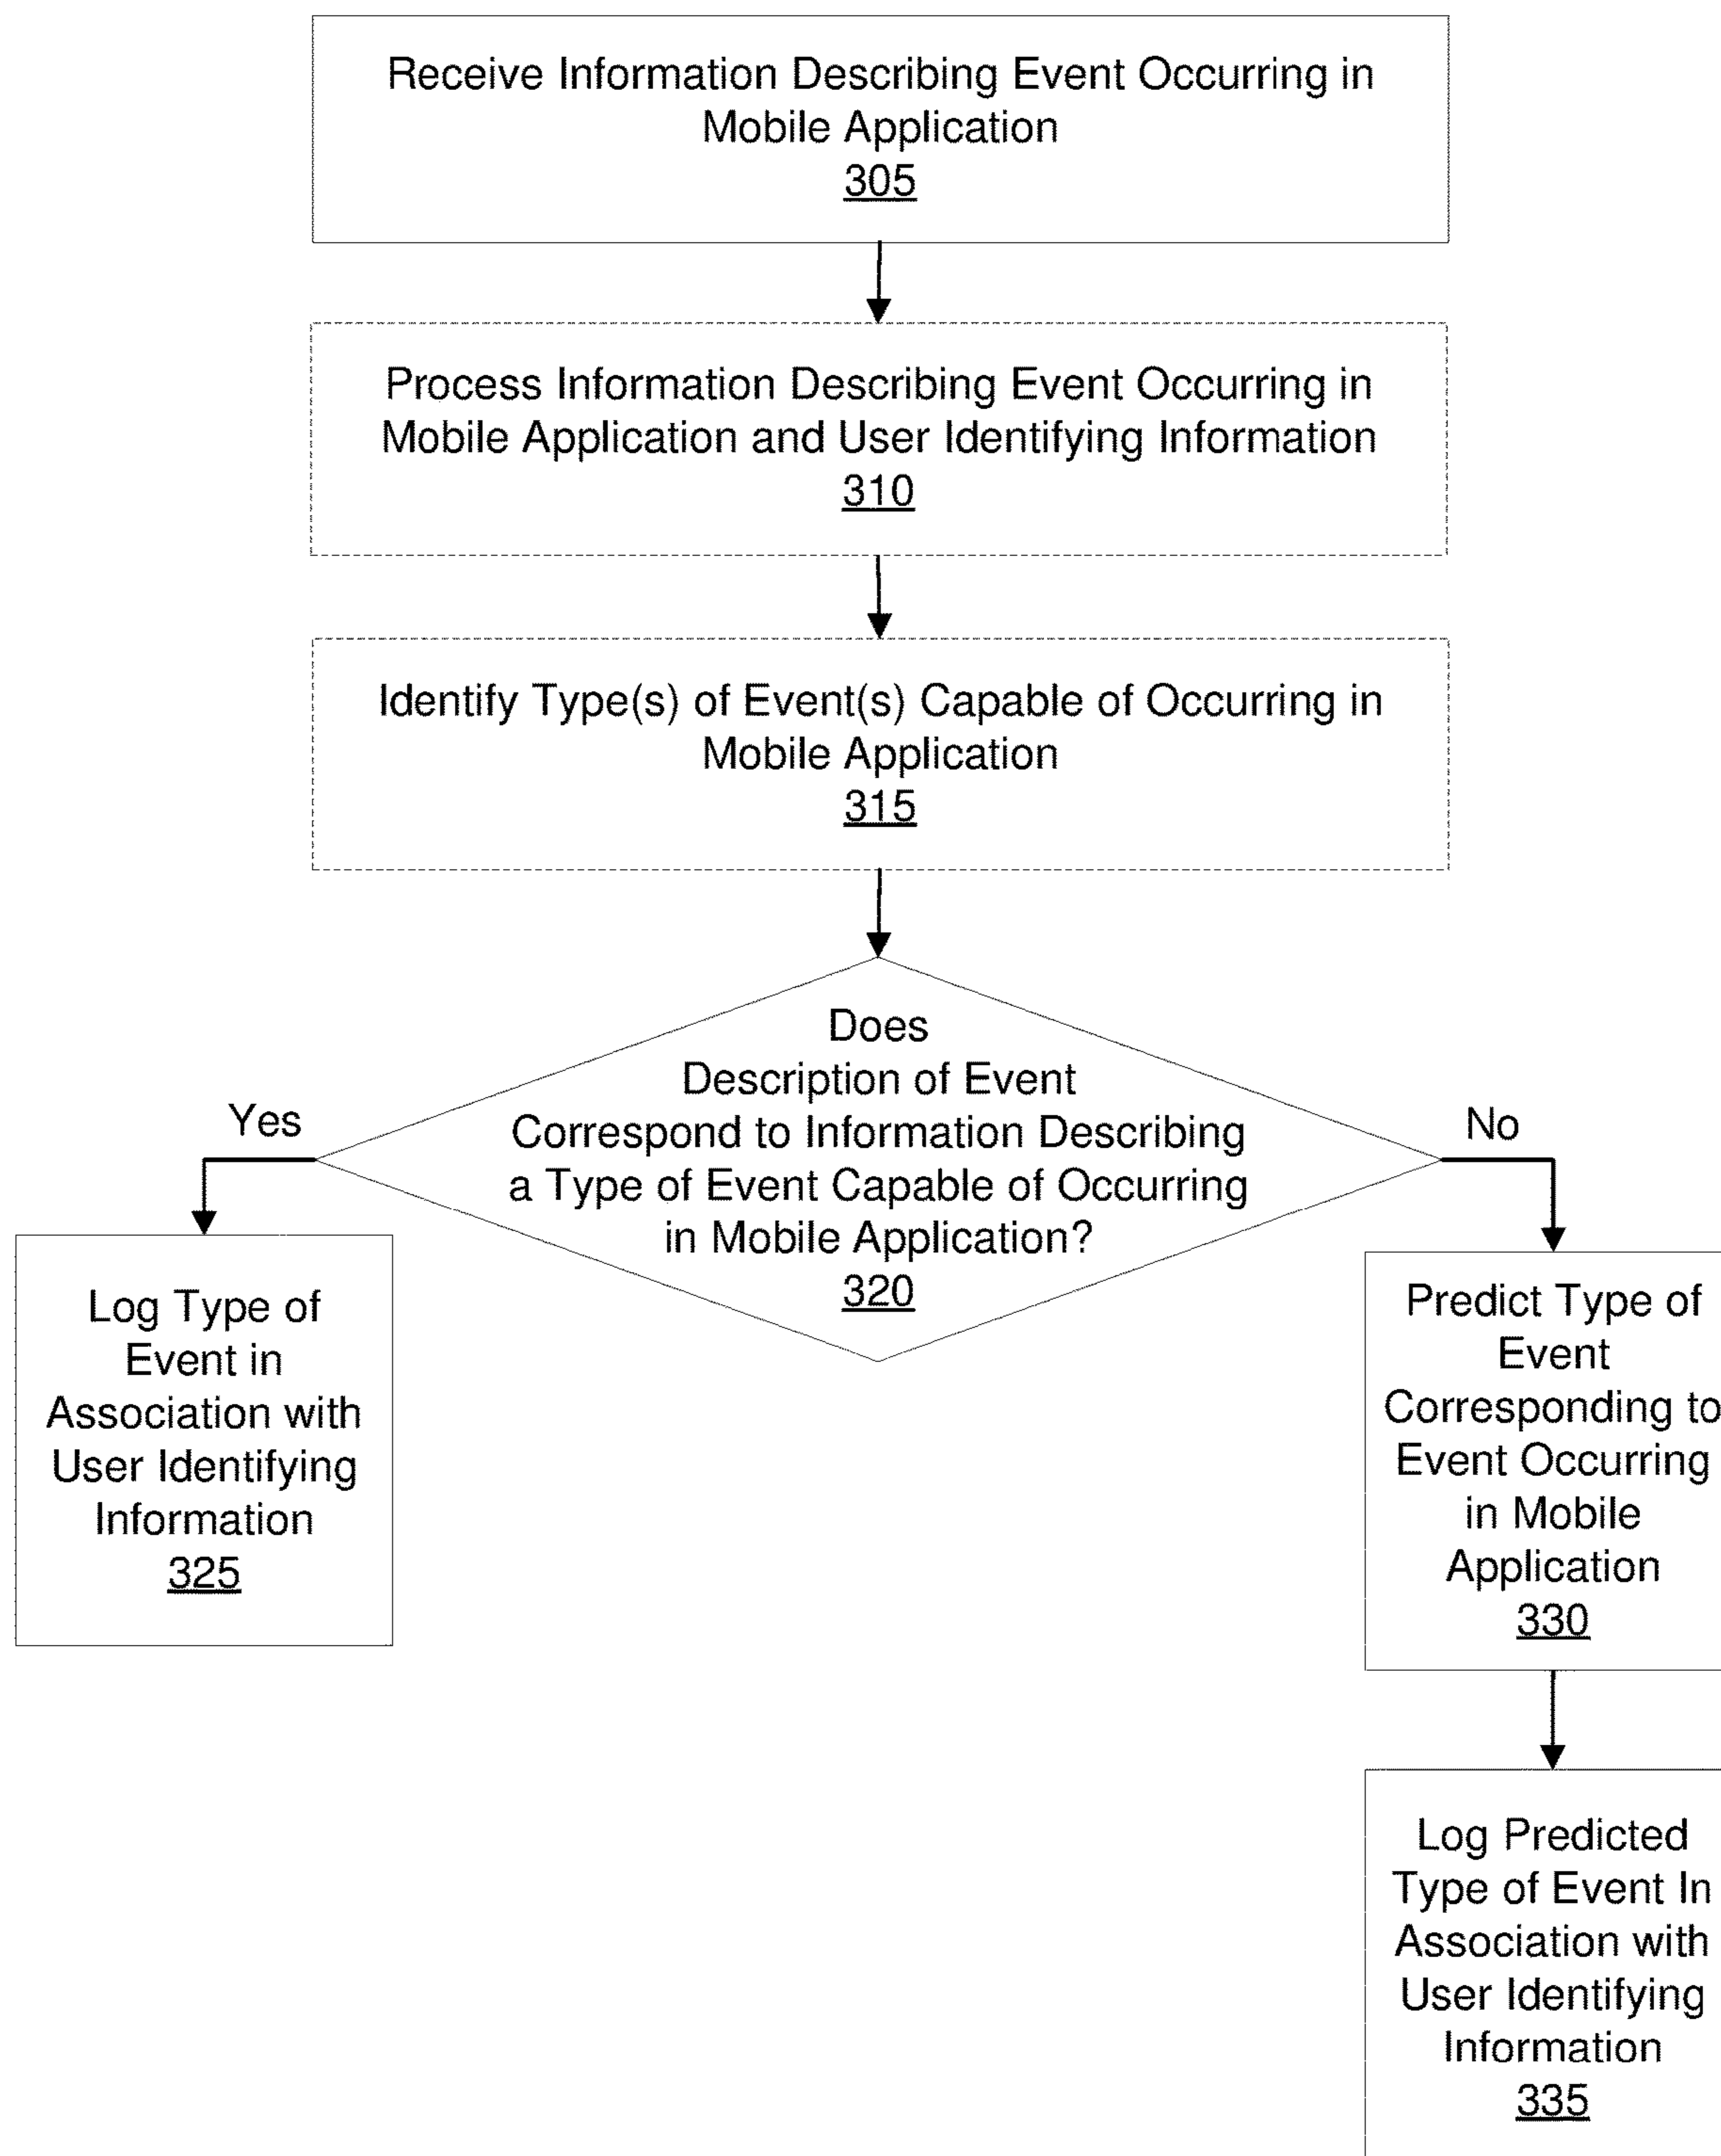 Receive Information Describing Event Occurring in
Mobile Application
305
Process Information Describing Event Occurring in
Mobile Application and User Identifying Information
310
Identify Type(s) of Event(s) Capable of Occurring in
Mobile Application
315
Does
Description of Event
Correspond to Information Describing
a Type of Event Capable of Occurring
in Mobile Application?
320
Yes
No
Log Type of
Event in
Association with
User Identifying
Information
325
Predict Type of
Event
Corresponding to
Event Occurring
in Mobile
Application
330
Log Predicted
Type of Event In
Association with
User Identifying
Information
335